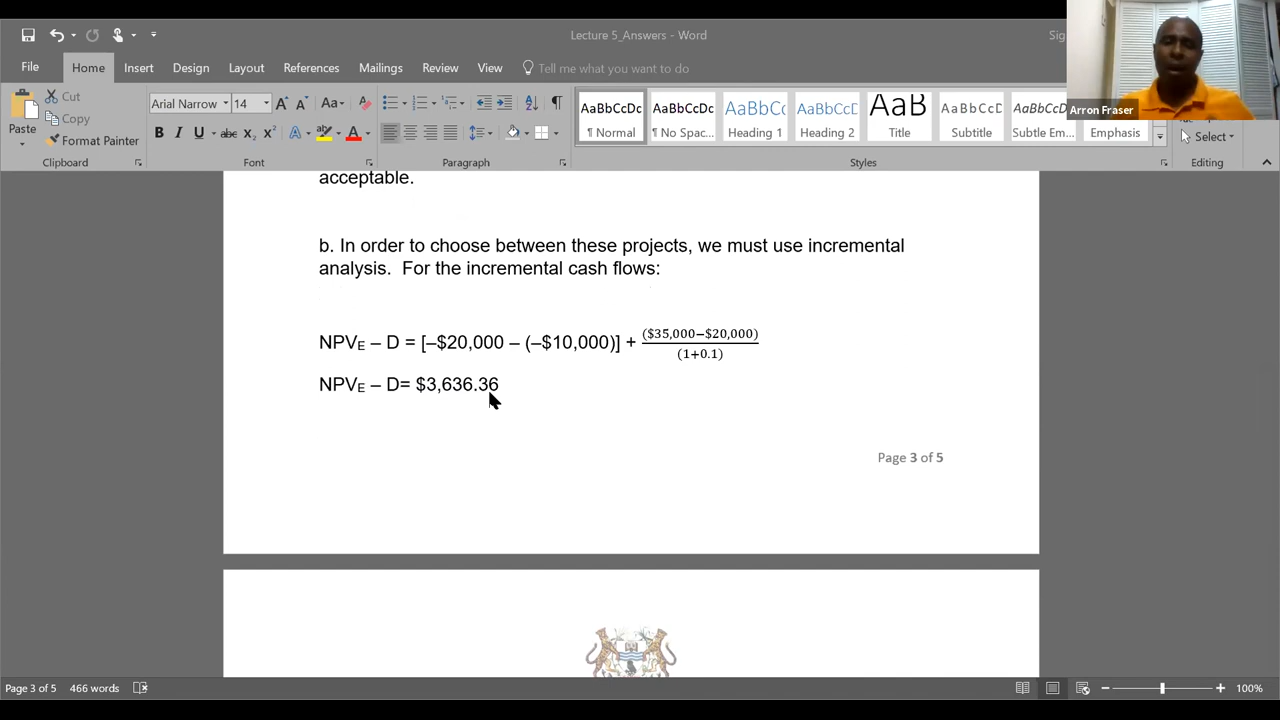 Lecture 5_Answers - Word
File Home Insert Design Layout References Mailings Review View Tell me what you want to do
Arron Fraser
Paste
Cut
Copy
Format Painter
Clipboard
Arial Narrow 14
Font
Paragraph
AaBbCcDc AaBbCcDc AaBbC AaBbCcD AaB AaBbCcD AaBbCcD
¶ Normal ¶ No Spac... Heading 1 Heading 2 Title Subtitle Subtle Em... Emphasis
Styles
Select
Editing
acceptable.
b. In order to choose between these projects, we must use incremental
analysis. For the incremental cash flows:
NPVE – D = [–$20,000 – (–$10,000)] + ($35,000−$20,000)
(1+0.1)
NPVE – D= $3,636.36
Page 3 of 5
Page 3 of 5 466 words 100%